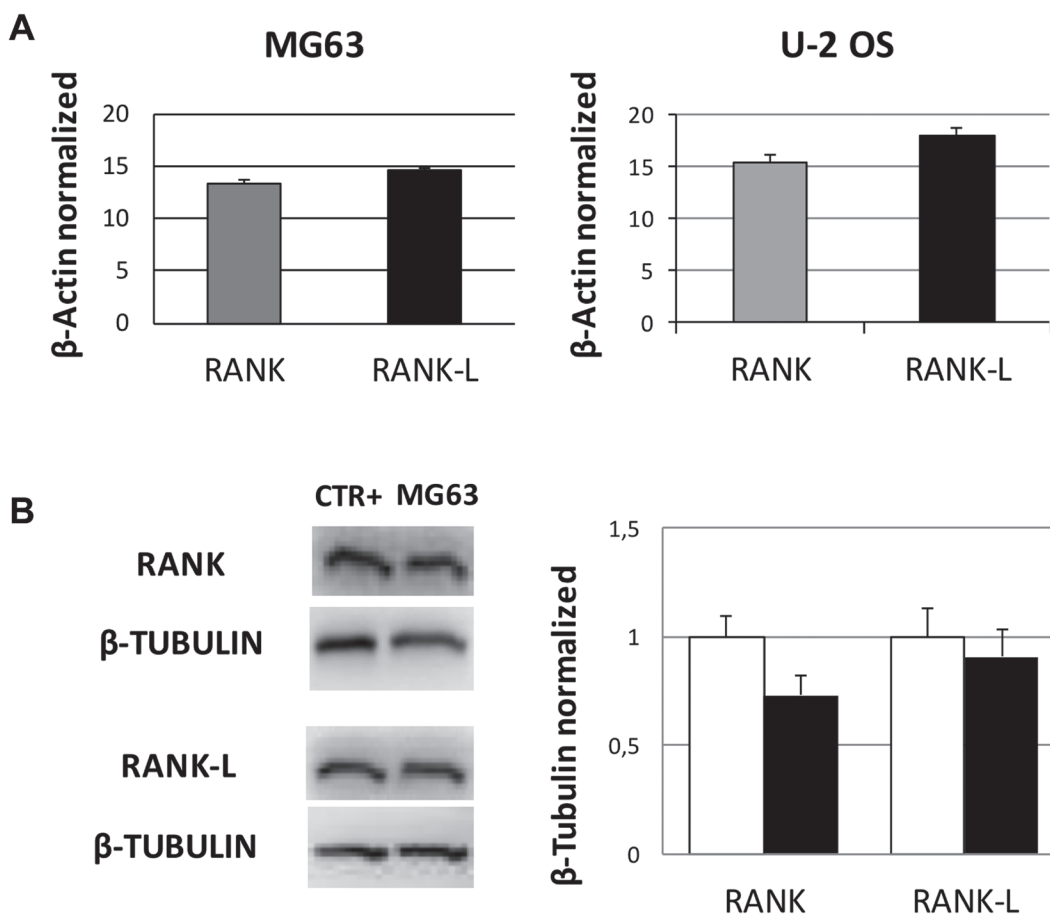 A
MG63
β-Actin normalized
20
15
10
5
0
RANK
RANK-L
U-2 OS
β-Actin normalized
20
15
10
5
0
RANK
RANK-L
B
CTR+ MG63
RANK
β-TUBULIN
RANK-L
β-TUBULIN
β-Tubulin normalized
1,5
1
0,5
0
RANK
RANK-L